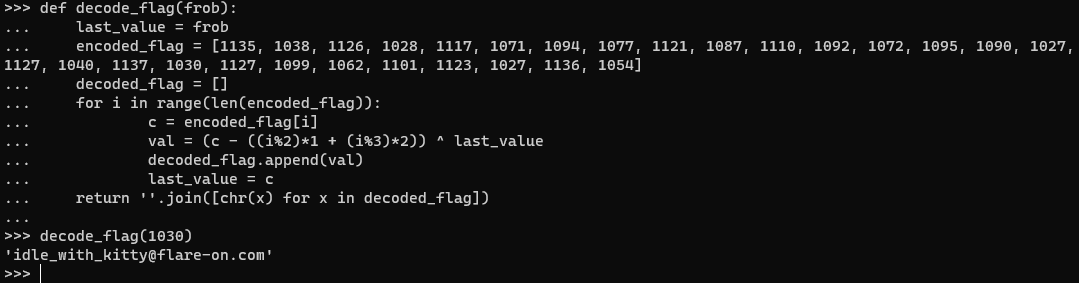 >>> def decode_flag(frob):
...     last_value = frob
...     encoded_flag = [1135, 1038, 1126, 1028, 1117, 1071, 1094, 1077, 1121, 1087, 1110, 1092, 1072, 1095, 1090, 1027,
1127, 1040, 1137, 1030, 1127, 1099, 1062, 1101, 1123, 1027, 1136, 1054]
...     decoded_flag = []
...     for i in range(len(encoded_flag)):
...             c = encoded_flag[i]
...             val = (c - ((i%2)*1 + (i%3)*2)) ^ last_value
...             decoded_flag.append(val)
...             last_value = c
...     return ''.join([chr(x) for x in decoded_flag])
...
>>> decode_flag(1030)
'idle_with_kitty@flare-on.com'
>>>